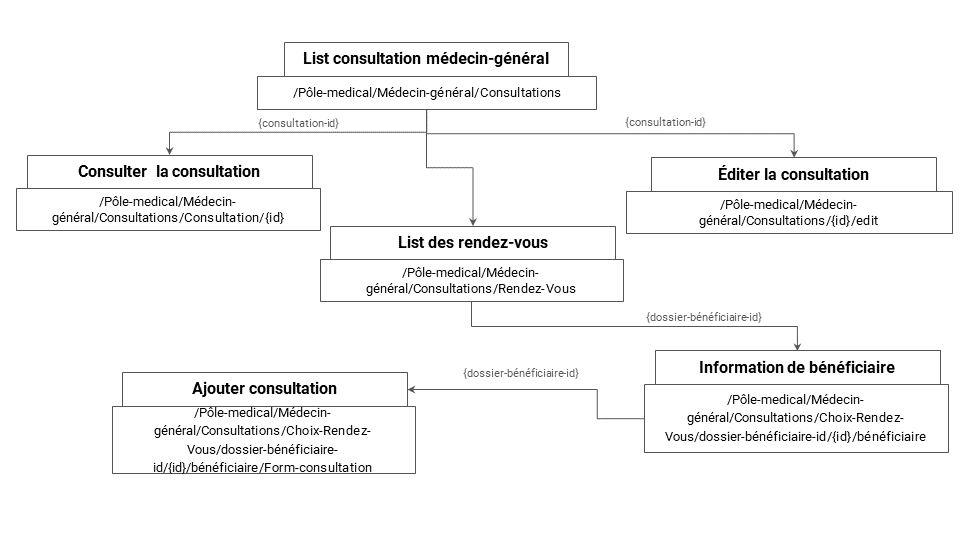 List consultation médecin-général
/Pôle-medical/Médecin-général/Consultations
{consultation-id}
{consultation-id}
Consulter la consultation
/Pôle-medical/Médecin-
général/Consultations/Consultation/{id}
Éditer la consultation
/Pôle-medical/Médecin-
général/Consultations/{id}/edit
List des rendez-vous
/Pôle-medical/Médecin-
général/Consultations/Rendez-Vous
{dossier-bénéficiaire-id}
Information de bénéficiaire
/Pôle-medical/Médecin-
général/Consultations/Choix-Rendez-
Vous/dossier-bénéficiaire-id/{id}/bénéficiaire
{dossier-bénéficiaire-id}
Ajouter consultation
/Pôle-medical/Médecin-
général/Consultations/Choix-Rendez-
Vous/dossier-bénéficiaire-
id/{id}/bénéficiaire/Form-consultation